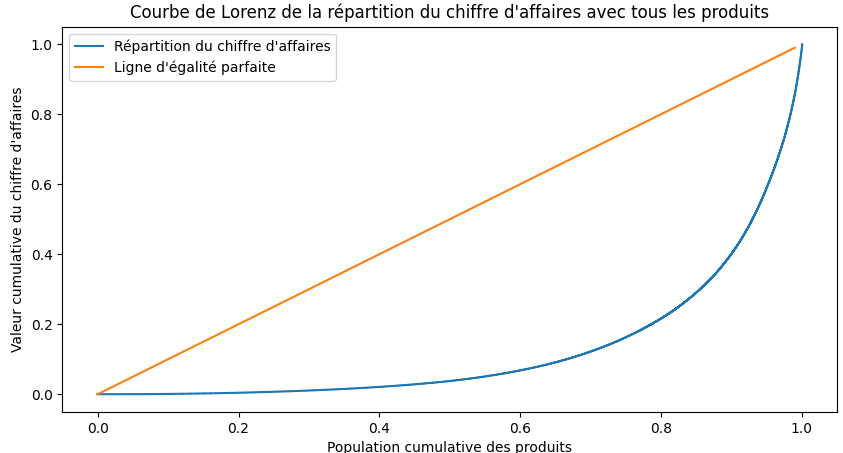 Courbe de Lorenz de la répartition du chiffre d'affaires avec tous les produits
Répartition du chiffre d'affaires
Ligne d'égalité parfaite
Valeur cumulative du chiffre d'affaires
1.0
0.8
0.6
0.4
0.2
0.0
0.0 0.2 0.4 0.6 0.8 1.0
Population cumulative des produits